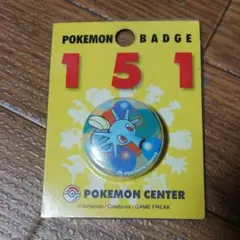 POKEMON BADGE
151
POKEMON CENTER
©Nintendo / Creatures / GAME FREAK